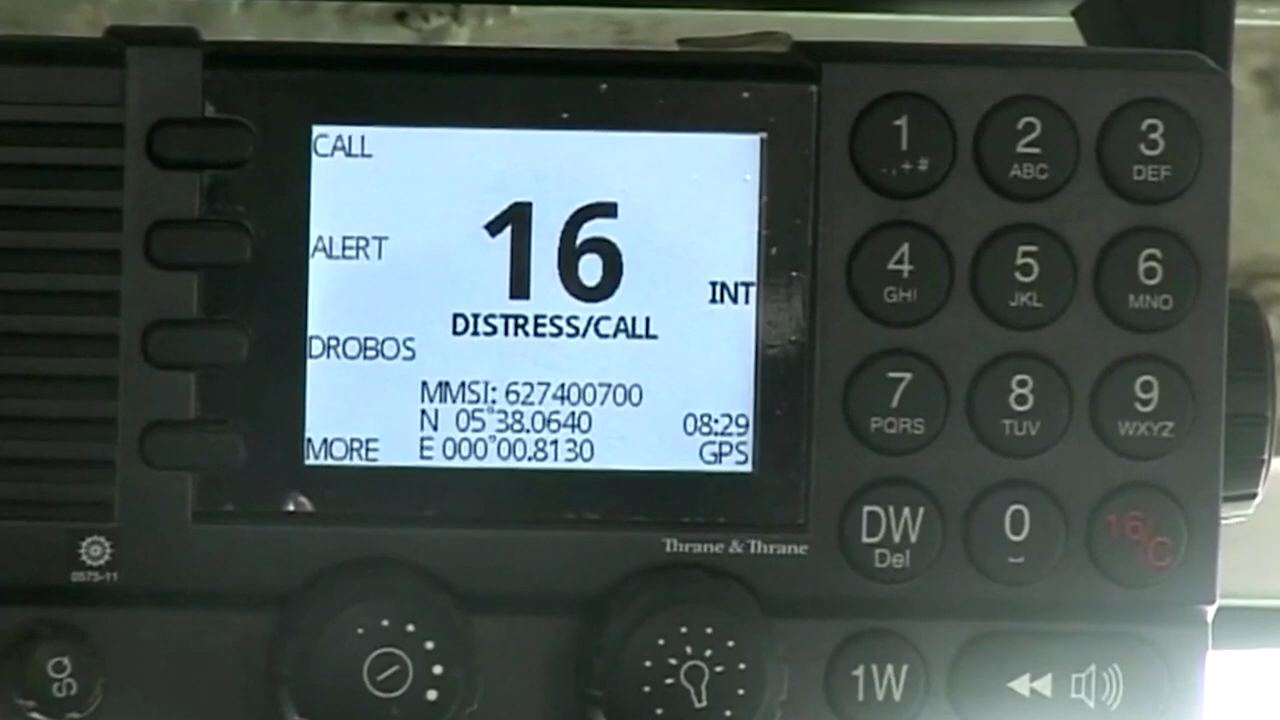 CALL
16
ALERT
INT
DISTRESS/CALL
DROBOS
MMSI: 627400700
N 05°38.0640 08:29
MORE E 000°00.8130 GPS
Thrane & Thrane
0575-11
1 2 3
.,+# ABC DEF
4 5 6
GHI JKL MNO
7 8 9
PQRS TUV WXYZ
DW 0 16/C
Del
SQ
1W